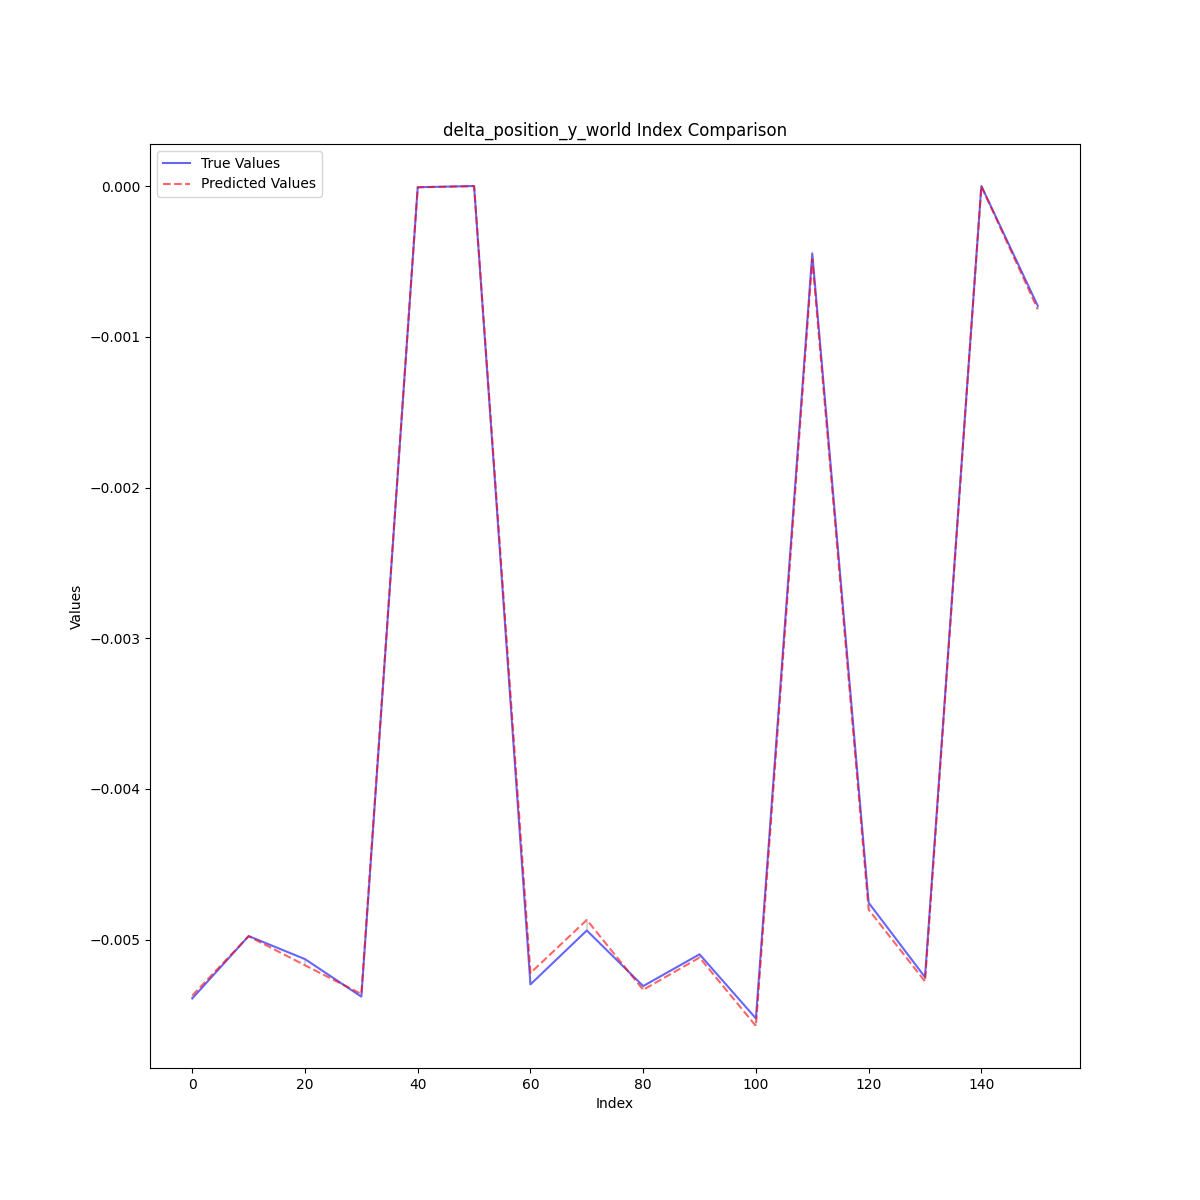 delta_position_y_world Index Comparison
True Values
Predicted Values
0.000
−0.001
−0.002
−0.003
−0.004
−0.005
Values
0 20 40 60 80 100 120 140
Index